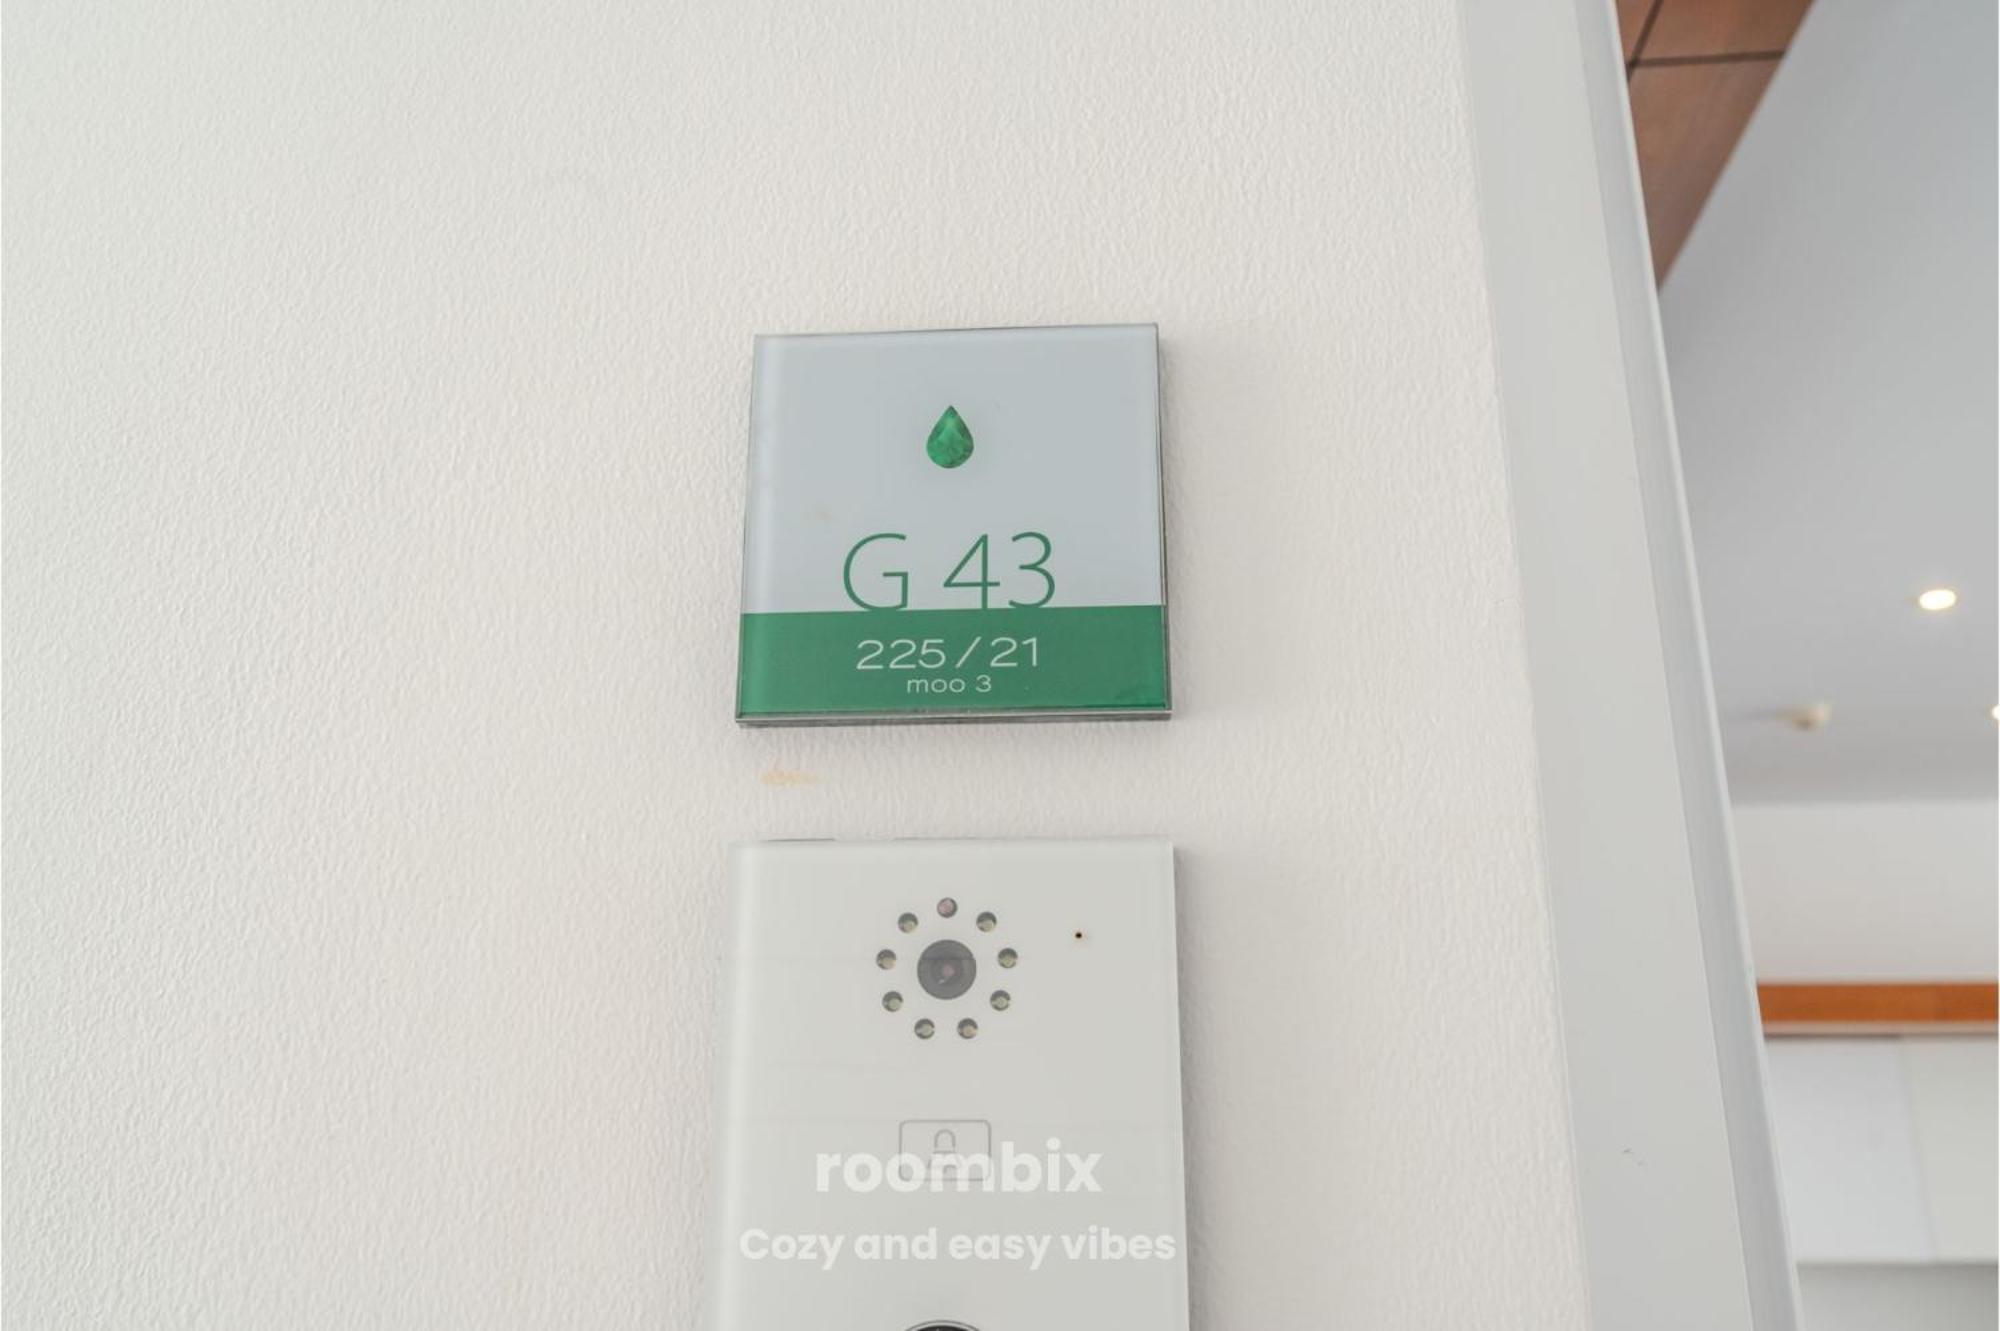 G 43
225/21
moo 3
roombix
Cozy and easy vibes